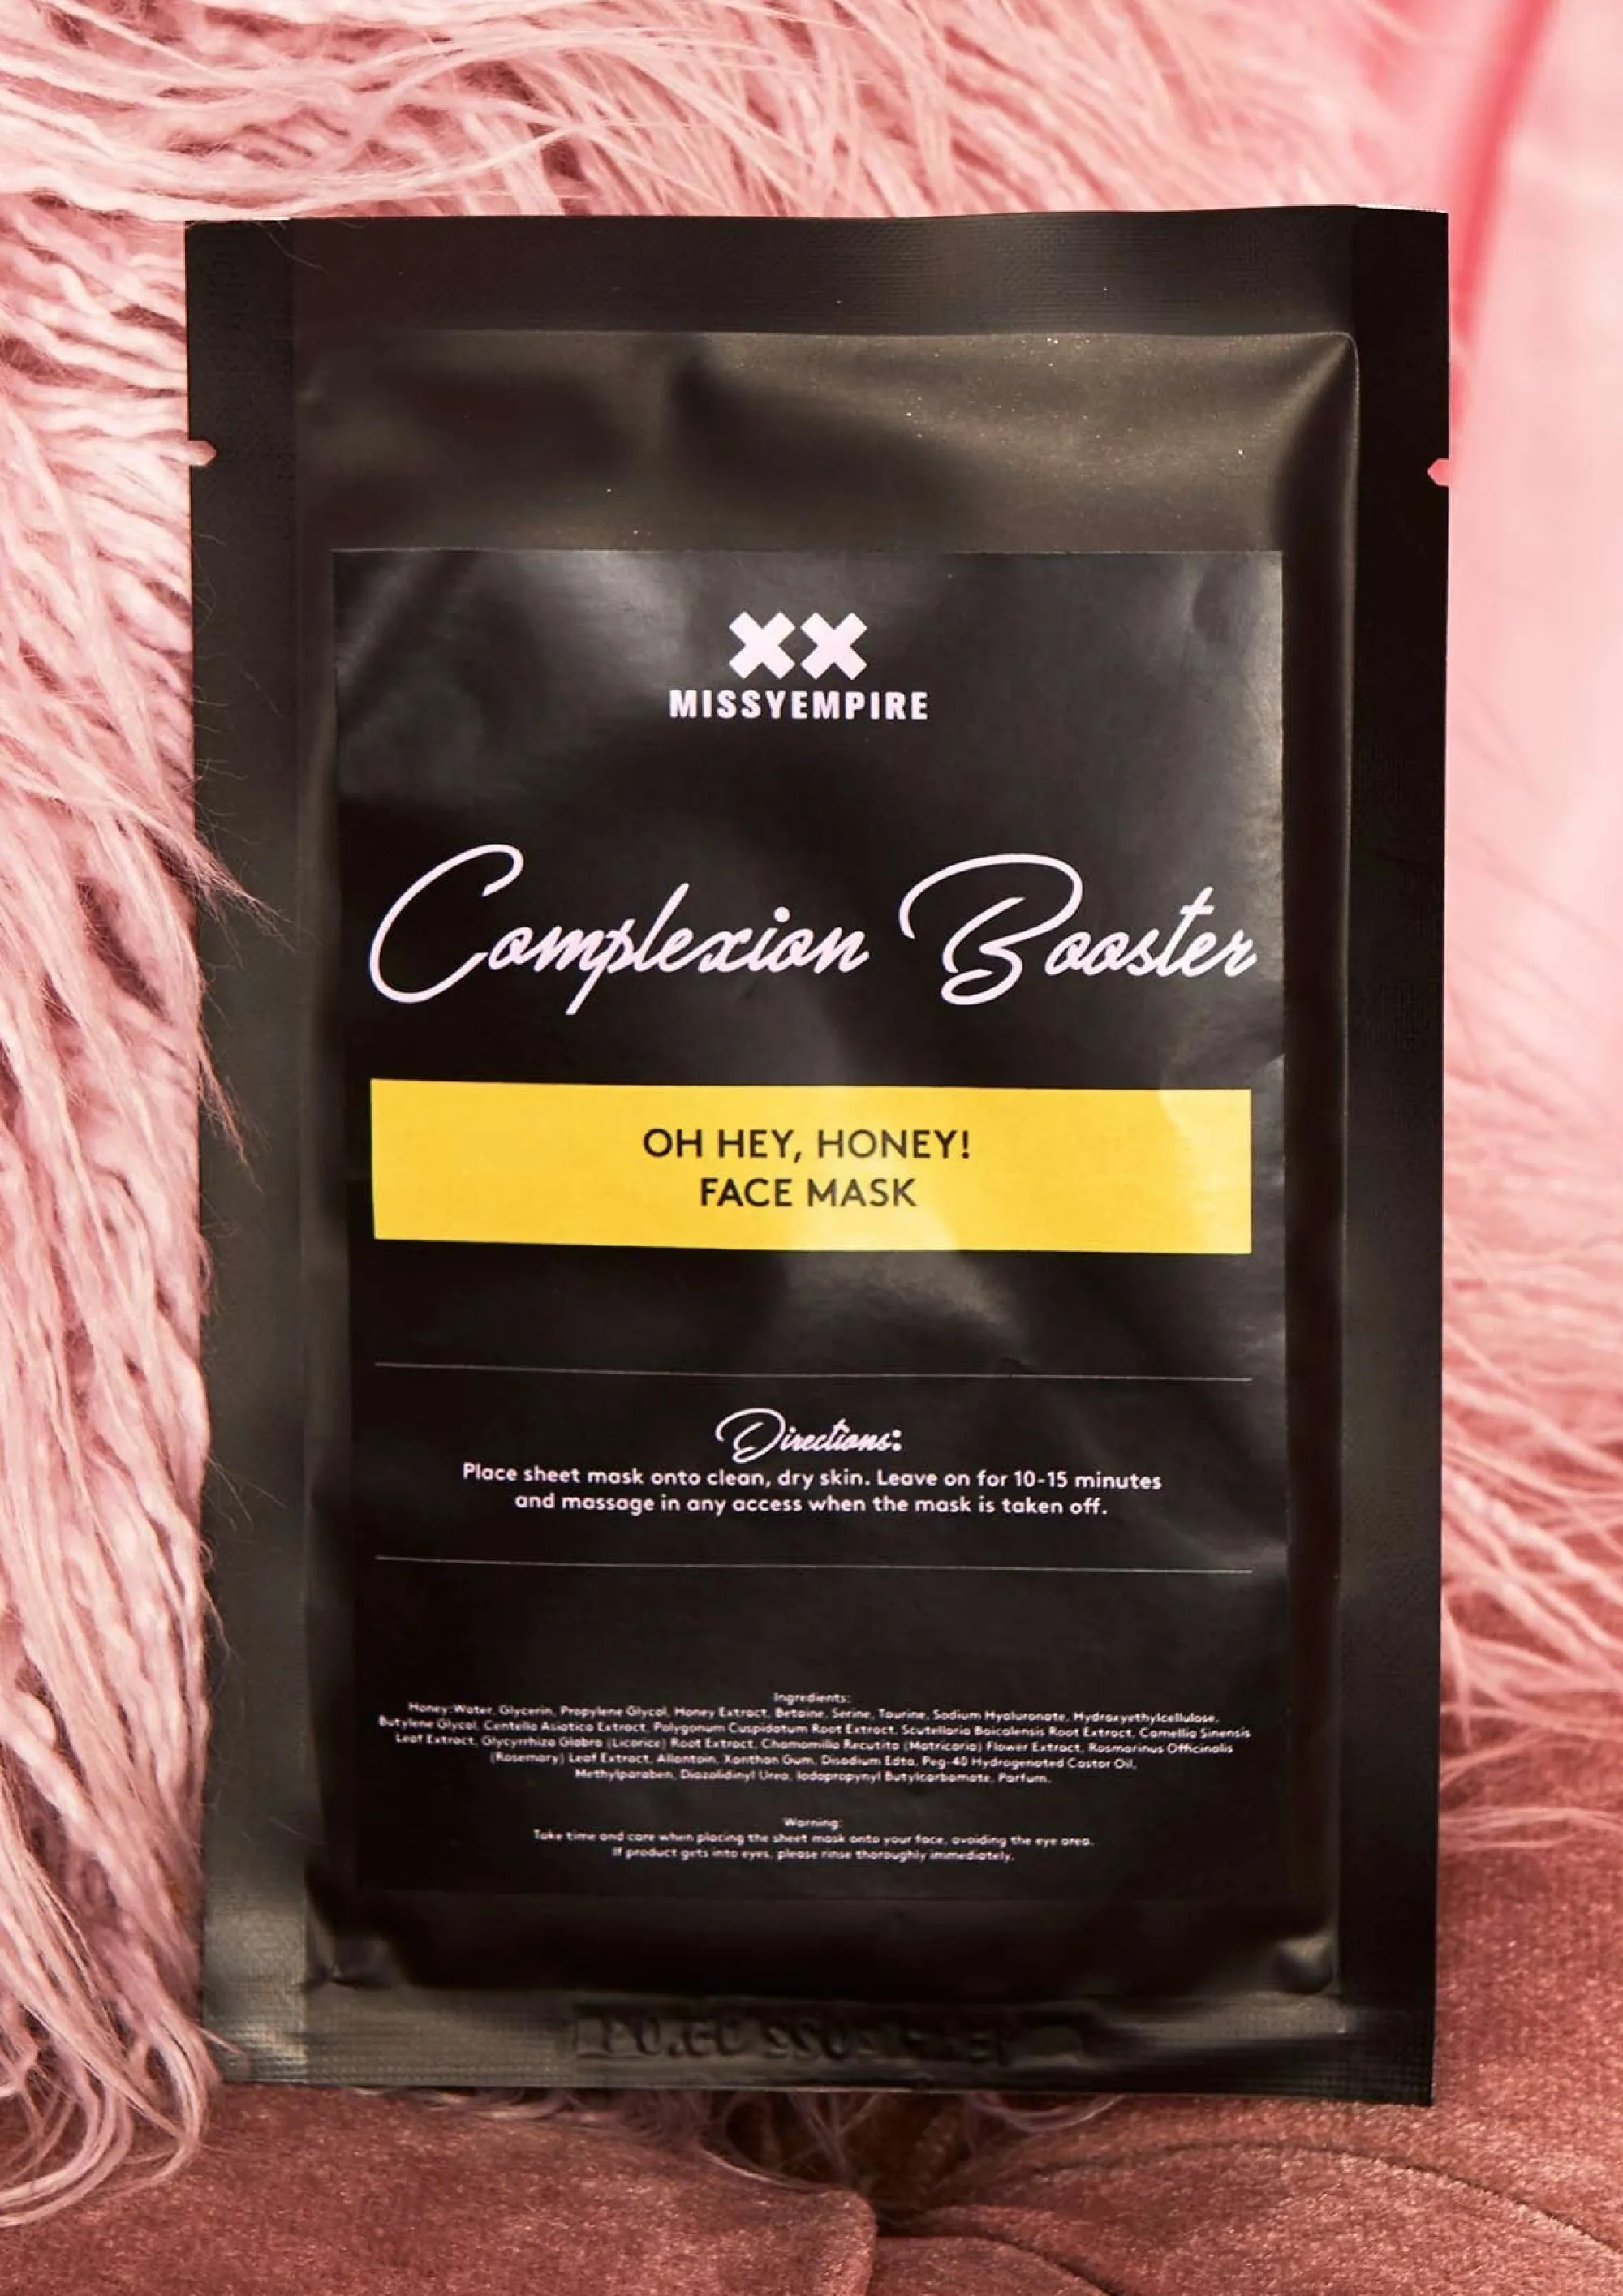 XX
MISSYEMPIRE
Complexion Booster
OH HEY, HONEY!
FACE MASK
Directions:
Place sheet mask onto clean, dry skin. Leave on for 10-15 minutes
and massage in any access when the mask is taken off.
Ingredients:
Honey:Water, Glycerin, Propylene Glycol, Honey Extract, Betaine, Serine, Taurine, Sodium Hyaluronate, Hydroxyethylcellulose,
Butylene Glycol, Centella Asiatica Extract, Polygonum Cuspidatum Root Extract, Scutellaria Baicalensis Root Extract, Camellia Sinensis
Leaf Extract, Glycyrrhiza Glabra (Licorice) Root Extract, Chamomilla Recutita (Matricaria) Flower Extract, Rosmarinus Officinalis
(Rosemary) Leaf Extract, Allantoin, Xanthan Gum, Disodium Edta, Peg-40 Hydrogenated Castor Oil,
Methylparaben, Diazolidinyl Urea, Iodopropynyl Butylcarbamate, Parfum.
Warning:
Take time and care when placing the sheet mask onto your face, avoiding the eye area.
If product gets into eyes, please rinse thoroughly immediately.